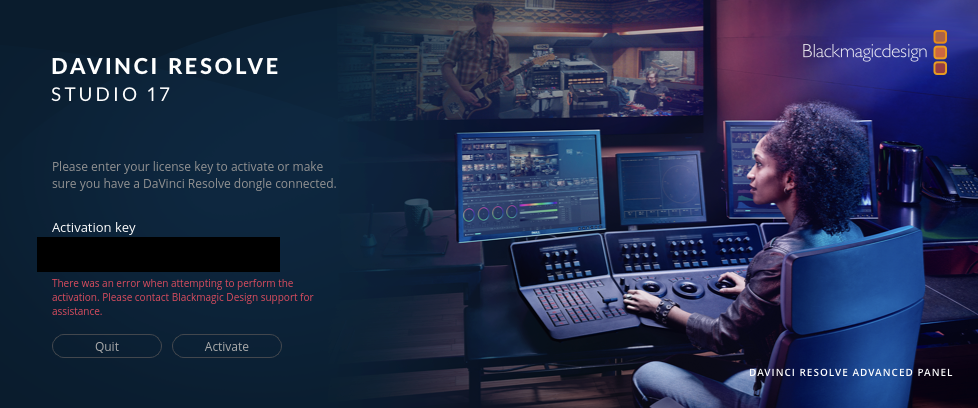 DAVINCI RESOLVE
STUDIO 17
Blackmagicdesign
Please enter your license key to activate or make
sure you have a DaVinci Resolve dongle connected.
Activation key
There was an error when attempting to perform the
activation. Please contact Blackmagic Design support for
assistance.
Quit
Activate
DAVINCI RESOLVE ADVANCED PANEL